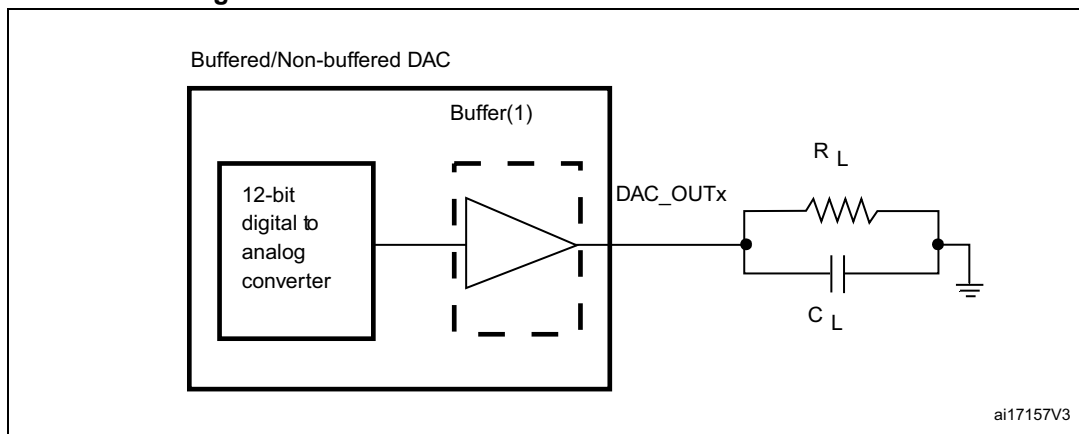 Buffered/Non-buffered DAC
Buffer(1)
12-bit
digital to
analog
converter
DAC_OUTx
R L
C L
ai17157V3